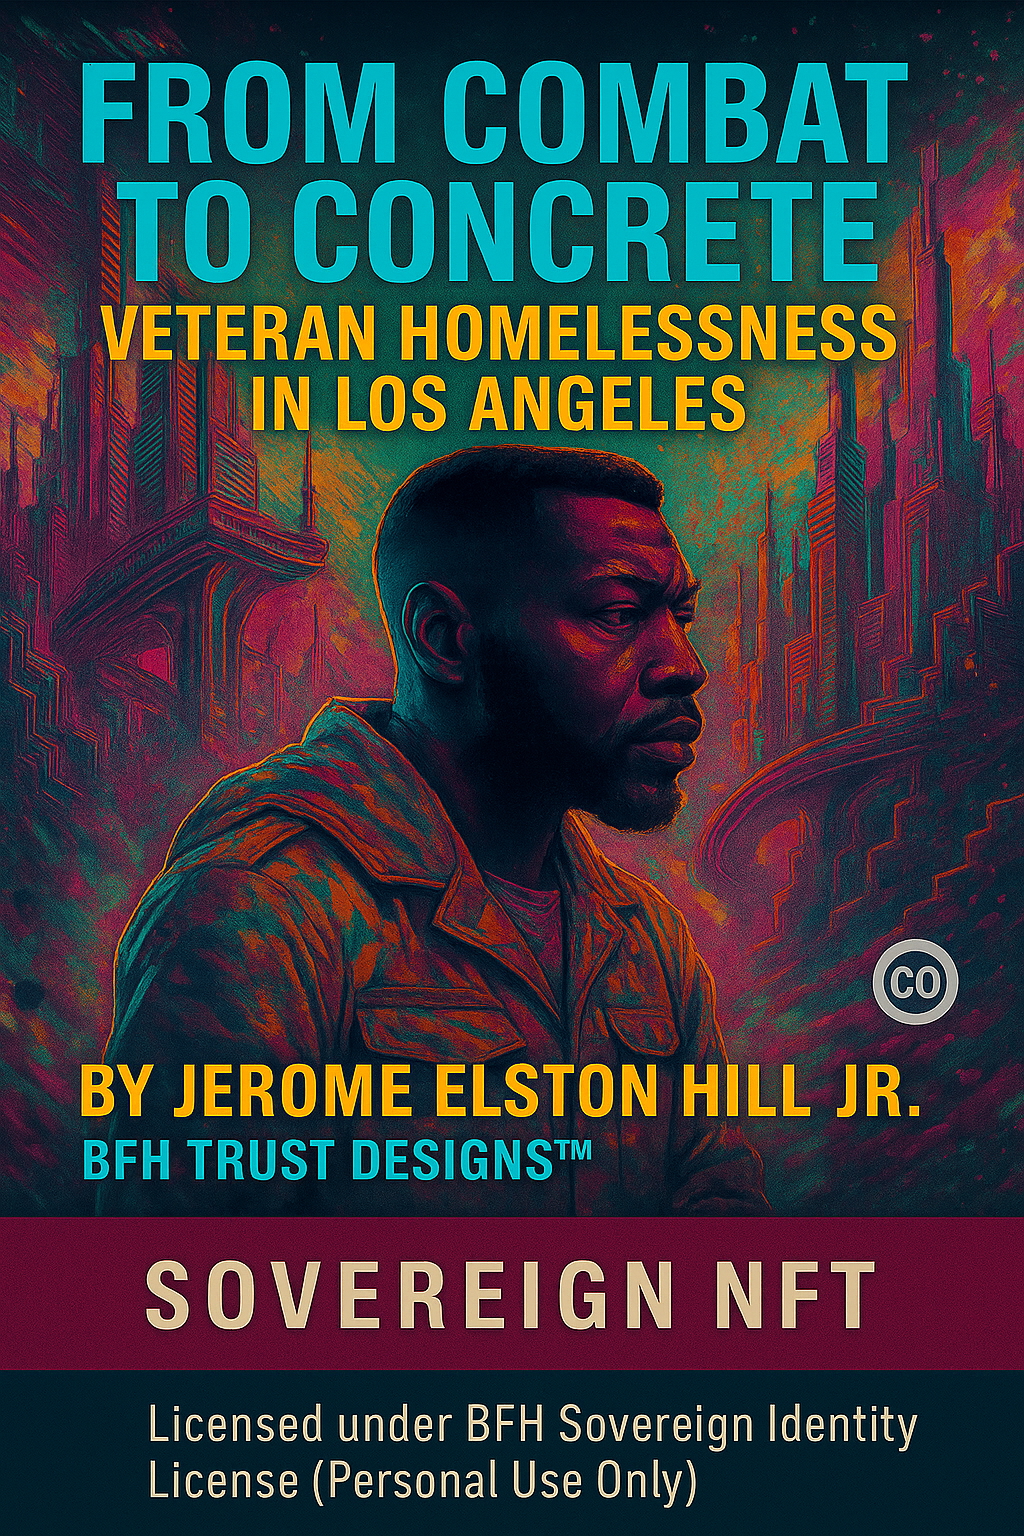 FROM COMBAT
TO CONCRETE
VETERAN HOMELESSNESS
IN LOS ANGELES
CO
BY JEROME ELSTON HILL JR.
BFH TRUST DESIGNS™
SOVEREIGN NFT
Licensed under BFH Sovereign Identity
License (Personal Use Only)